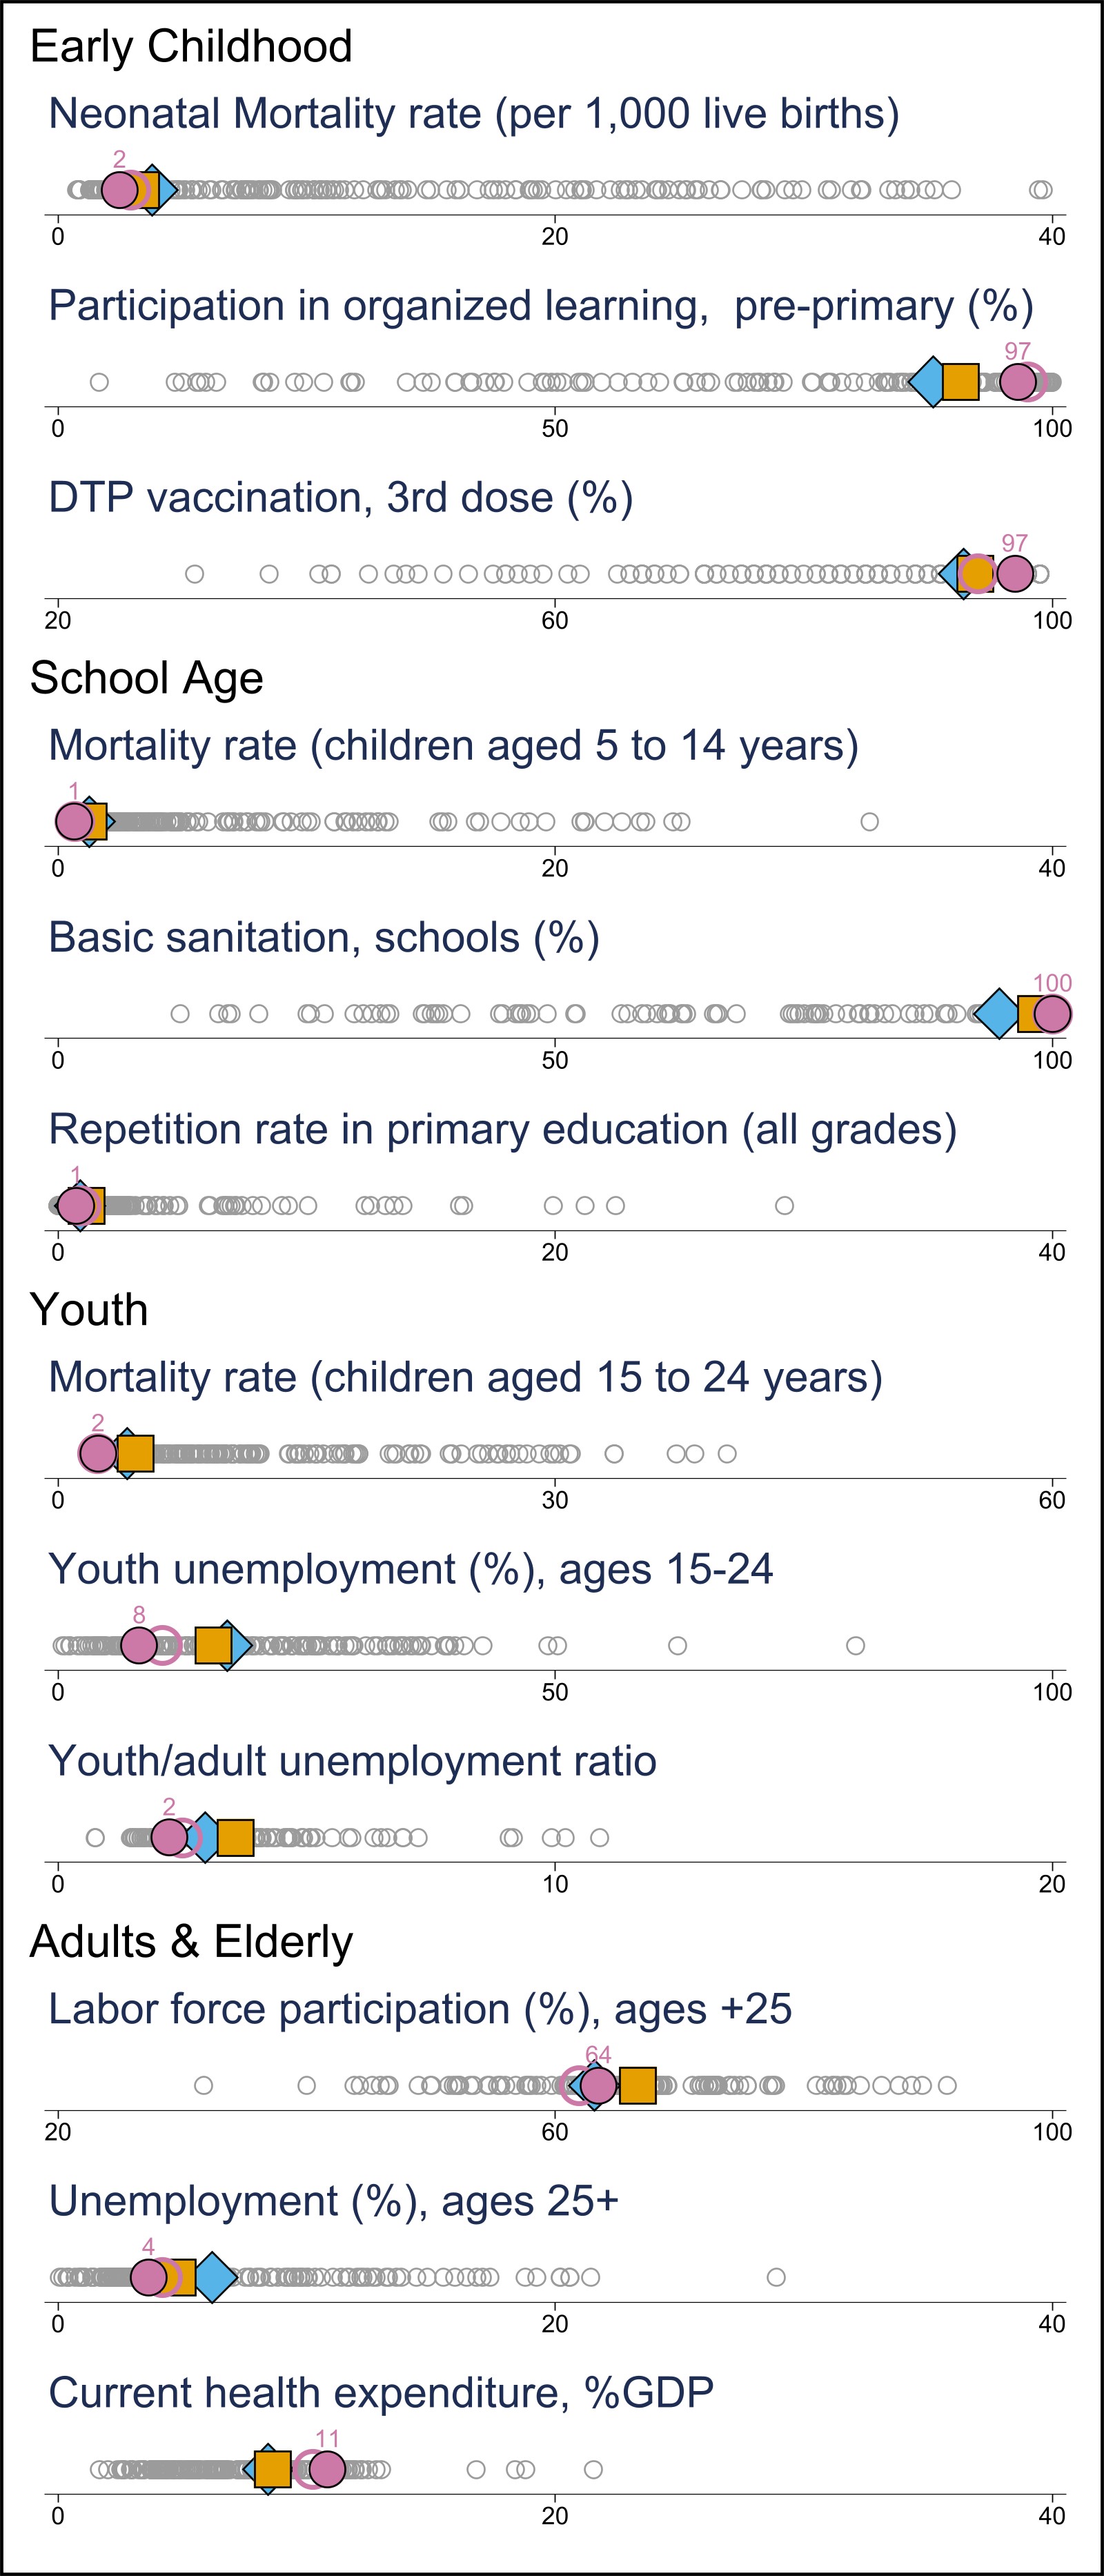 Early Childhood
Neonatal Mortality rate (per 1,000 live births)
2
0 20 40
Participation in organized learning,  pre-primary (%)
97
0 50 100
DTP vaccination, 3rd dose (%)
97
20 60 100
School Age
Mortality rate (children aged 5 to 14 years)
1
0 20 40
Basic sanitation, schools (%)
100
0 50 100
Repetition rate in primary education (all grades)
1
0 20 40
Youth
Mortality rate (children aged 15 to 24 years)
2
0 30 60
Youth unemployment (%), ages 15-24
8
0 50 100
Youth/adult unemployment ratio
2
0 10 20
Adults & Elderly
Labor force participation (%), ages +25
64
20 60 100
Unemployment (%), ages 25+
4
0 20 40
Current health expenditure, %GDP
11
0 20 40